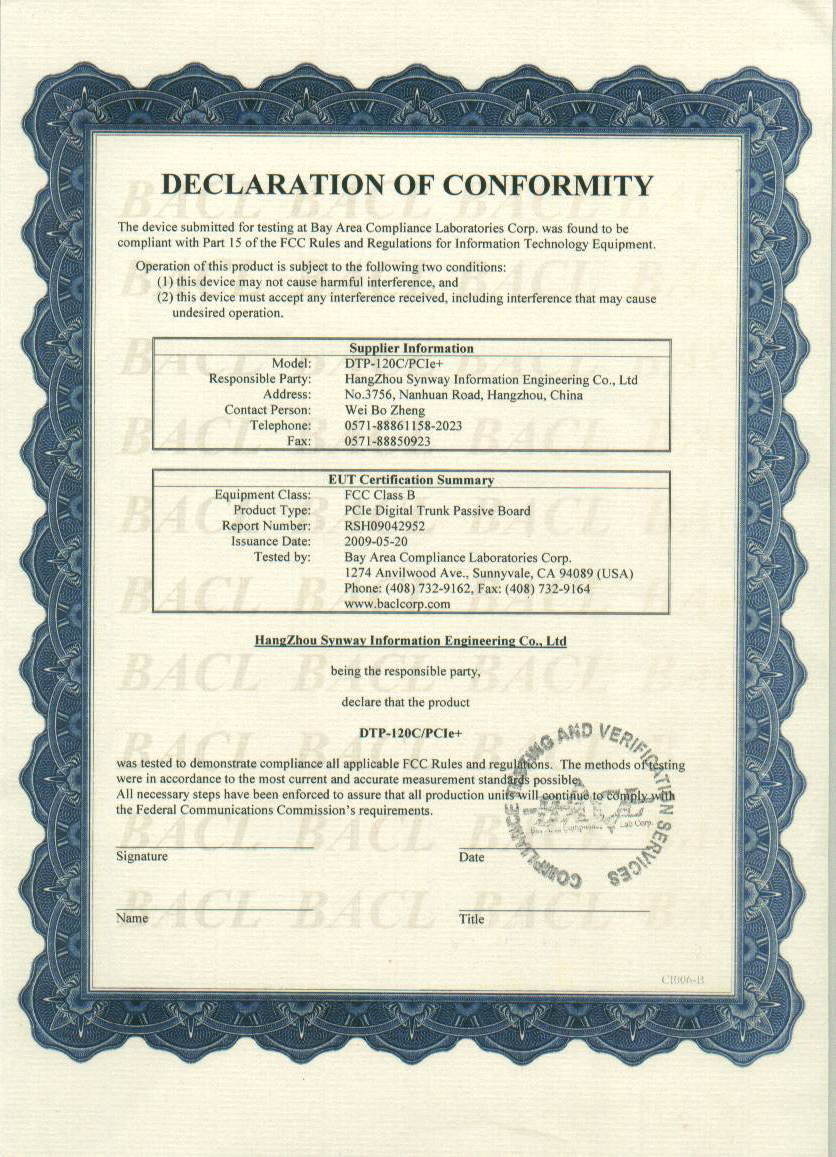 DECLARATION OF CONFORMITY
The device submitted for testing at Bay Area Compliance Laboratories Corp. was found to be
compliant with Part 15 of the FCC Rules and Regulations for Information Technology Equipment.
Operation of this product is subject to the following two conditions:
(1) this device may not cause harmful interference, and
(2) this device must accept any interference received, including interference that may cause
undesired operation.
Supplier Information
Model: DTP-120C/PCIe+
Responsible Party: HangZhou Synway Information Engineering Co., Ltd
Address: No.3756, Nanhuan Road, Hangzhou, China
Contact Person: Wei Bo Zheng
Telephone: 0571-88861158-2023
Fax: 0571-88850923
EUT Certification Summary
Equipment Class: FCC Class B
Product Type: PCIe Digital Trunk Passive Board
Report Number: RSH09042952
Issuance Date: 2009-05-20
Tested by: Bay Area Compliance Laboratories Corp.
1274 Anvilwood Ave., Sunnyvale, CA 94089 (USA)
Phone: (408) 732-9162, Fax: (408) 732-9164
www.baclcorp.com
HangZhou Synway Information Engineering Co., Ltd
being the responsible party,
declare that the product
DTP-120C/PCIe+
was tested to demonstrate compliance all applicable FCC Rules and regulations. The methods of testing
were in accordance to the most current and accurate measurement standards possible.
All necessary steps have been enforced to assure that all production units will continue to comply with
the Federal Communications Commission's requirements.
COMPLIANCE TESTING AND VERIFICATION SERVICES
BACL
Bay Area Compliance Lab Corp.
Signature Date
Name Title
CI006-B